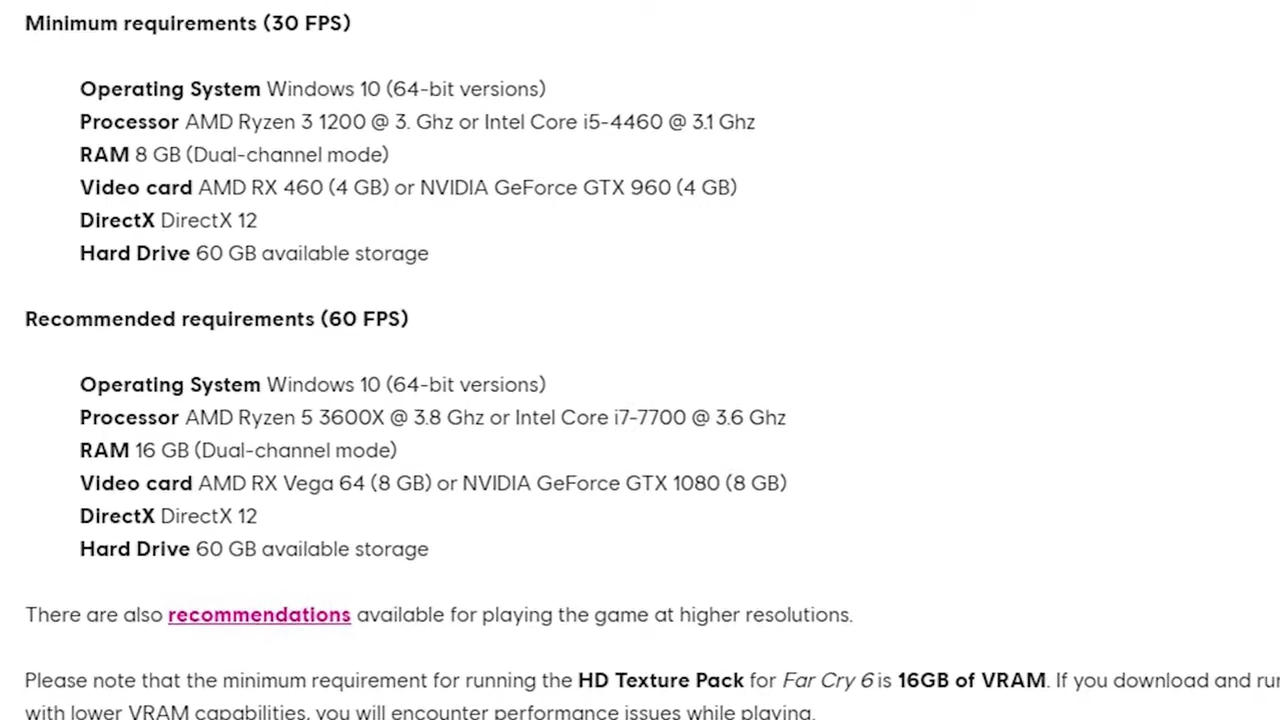 Minimum requirements (30 FPS)
Operating System Windows 10 (64-bit versions)
Processor AMD Ryzen 3 1200 @ 3. Ghz or Intel Core i5-4460 @ 3.1 Ghz
RAM 8 GB (Dual-channel mode)
Video card AMD RX 460 (4 GB) or NVIDIA GeForce GTX 960 (4 GB)
DirectX DirectX 12
Hard Drive 60 GB available storage
Recommended requirements (60 FPS)
Operating System Windows 10 (64-bit versions)
Processor AMD Ryzen 5 3600X @ 3.8 Ghz or Intel Core i7-7700 @ 3.6 Ghz
RAM 16 GB (Dual-channel mode)
Video card AMD RX Vega 64 (8 GB) or NVIDIA GeForce GTX 1080 (8 GB)
DirectX DirectX 12
Hard Drive 60 GB available storage
There are also recommendations available for playing the game at higher resolutions.
Please note that the minimum requirement for running the HD Texture Pack for Far Cry 6 is 16GB of VRAM. If you download and
with lower VRAM capabilities, you will encounter performance issues while playing.